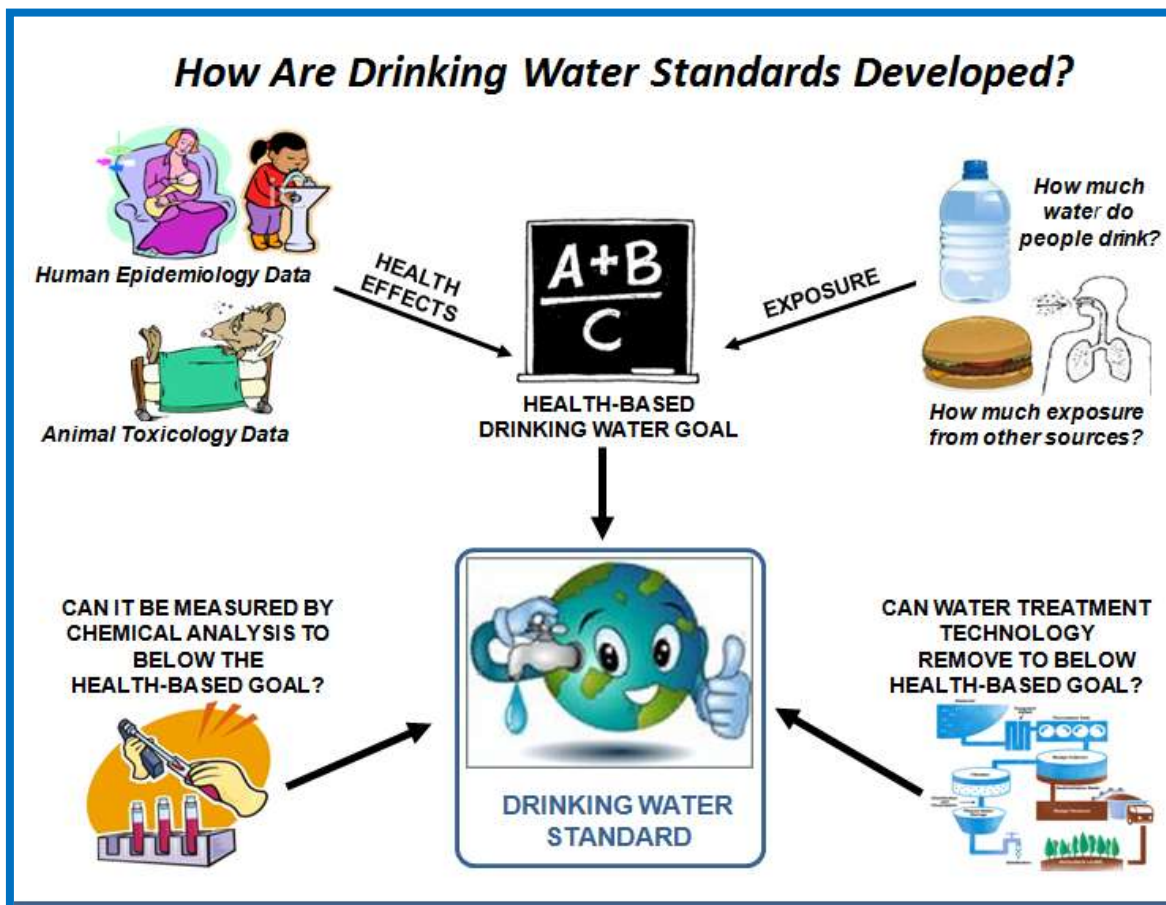 How Are Drinking Water Standards Developed?
Human Epidemiology Data
Animal Toxicology Data
HEALTH
EFFECTS
A+B
C
HEALTH-BASED
DRINKING WATER GOAL
EXPOSURE
How much
water do
people drink?
How much exposure
from other sources?
CAN IT BE MEASURED BY
CHEMICAL ANALYSIS TO
BELOW THE
HEALTH-BASED GOAL?
DRINKING WATER
STANDARD
CAN WATER TREATMENT
TECHNOLOGY
REMOVE TO BELOW
HEALTH-BASED GOAL?